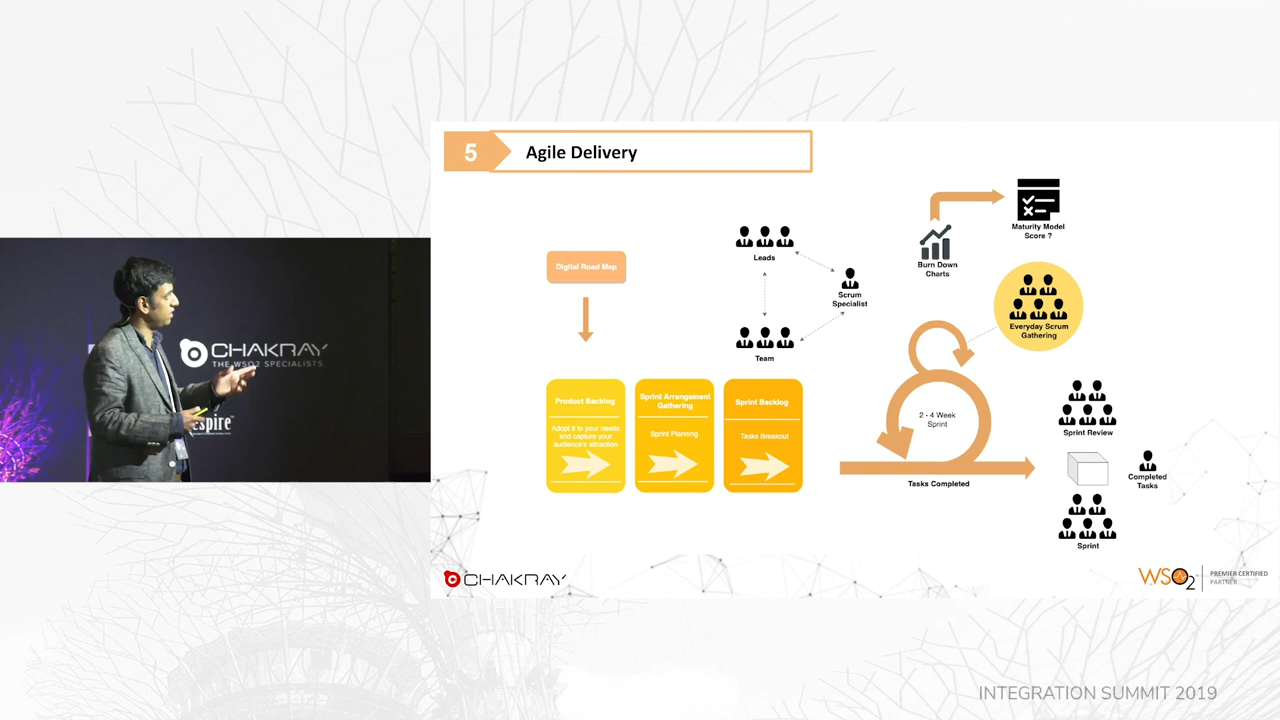 5
Agile Delivery
Digital Road Map
Leads
Scrum
Specialist
Team
Burn Down
Charts
Maturity Model
Score ?
Everyday Scrum
Gathering
Product Backlog
Adopt it to your needs
and capture your
audience's attraction
Sprint Arrangement
Gathering
Sprint Planning
Sprint Backlog
Tasks Breakout
2 - 4 Week
Sprint
Tasks Completed
Sprint Review
Completed
Tasks
Sprint
CHAKRAY
THE WSO2 SPECIALISTS
CHAKRAY
WSO2
PREMIER CERTIFIED
PARTNER
INTEGRATION SUMMIT 2019